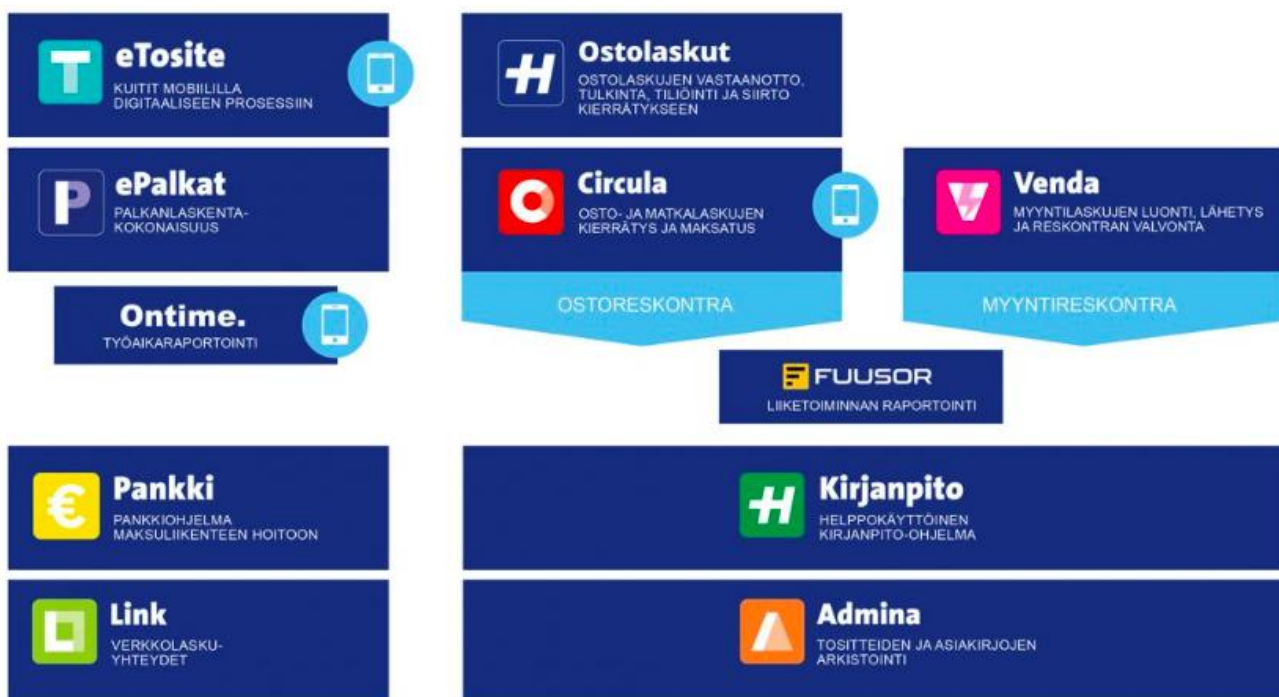 eTosite
KUITIT MOBIILILLA
DIGITAALISEEN PROSESSIIN
Ostolaskut
OSTOLASKUJEN VASTAANOTTO,
TULKINTA, TILIÖINTI JA SIIRTO
KIERRÄTYKSEEN
ePalkat
PALKANLASKENTA-
KOKONAISUUS
Circula
OSTO- JA MATKALASKUJEN
KIERRÄTYS JA MAKSATUS
Venda
MYYNTILASKUJEN LUONTI, LÄHETYS
JA RESKONTRAN VALVONTA
Ontime.
TYÖAIKARAPORTOINTI
OSTORESKONTRA
MYYNTIRESKONTRA
FUUSOR
LIIKETOIMINNAN RAPORTOINTI
Pankki
PANKKIOHJELMA
MAKSULIIKENTEEN HOITOON
Kirjanpito
HELPPOKÄYTTÖINEN
KIRJANPITO-OHJELMA
Link
VERKKOLASKU-
YHTEYDET
Admina
TOSITTEIDEN JA ASIAKIRJOJEN
ARKISTOINTI